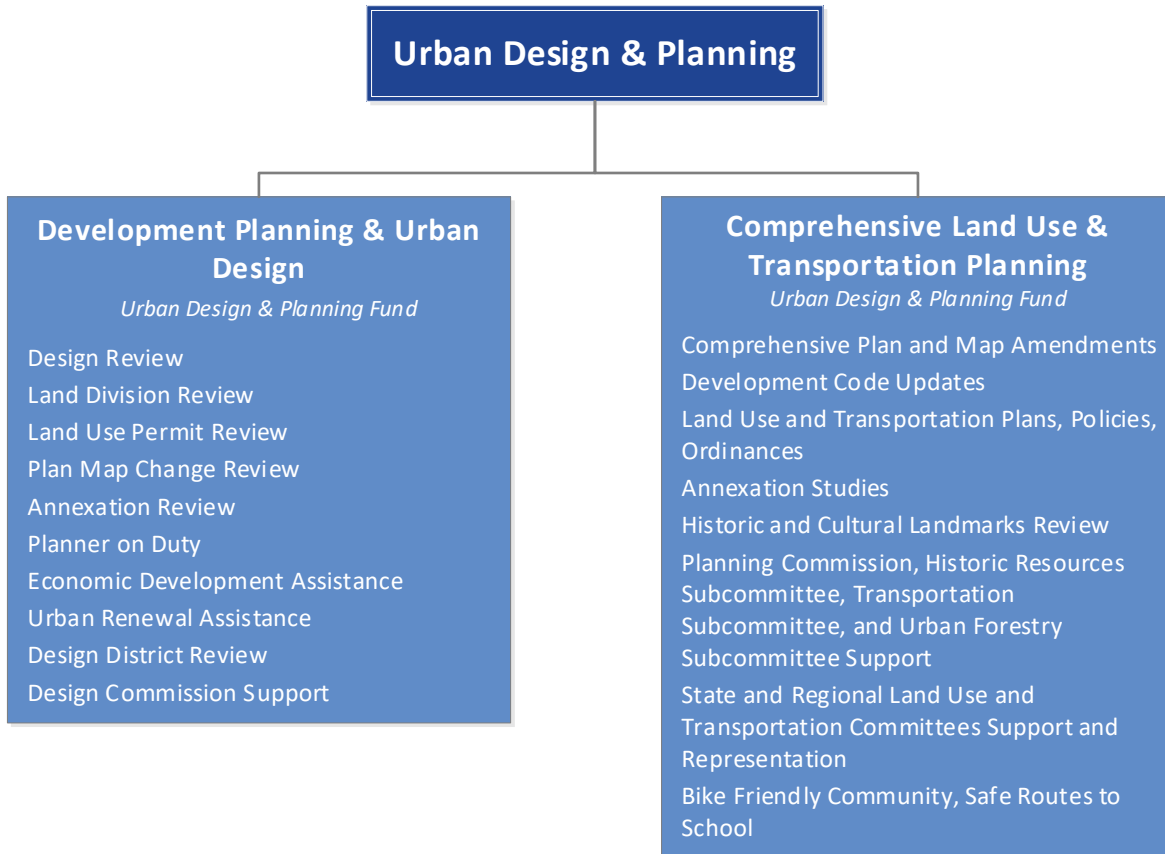 Urban Design & Planning
Development Planning & Urban
Design
Urban Design & Planning Fund
Design Review
Land Division Review
Land Use Permit Review
Plan Map Change Review
Annexation Review
Planner on Duty
Economic Development Assistance
Urban Renewal Assistance
Design District Review
Design Commission Support
Comprehensive Land Use &
Transportation Planning
Urban Design & Planning Fund
Comprehensive Plan and Map Amendments
Development Code Updates
Land Use and Transportation Plans, Policies,
Ordinances
Annexation Studies
Historic and Cultural Landmarks Review
Planning Commission, Historic Resources
Subcommittee, Transportation
Subcommittee, and Urban Forestry
Subcommittee Support
State and Regional Land Use and
Transportation Committees Support and
Representation
Bike Friendly Community, Safe Routes to
School